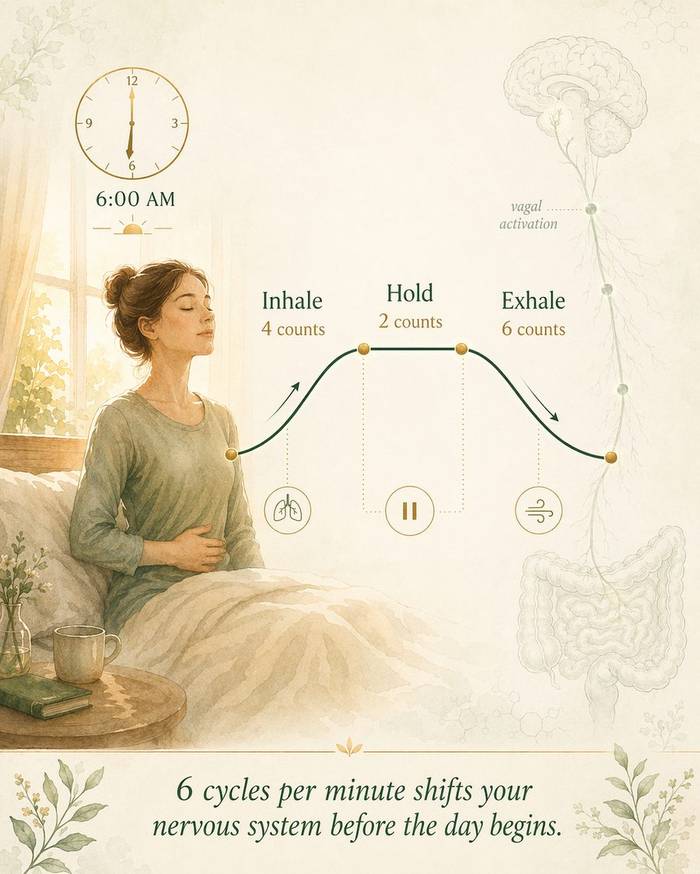 12
9
3
6
6:00 AM
vagal
activation
Inhale
4 counts
Hold
2 counts
Exhale
6 counts
6 cycles per minute shifts your
nervous system before the day begins.